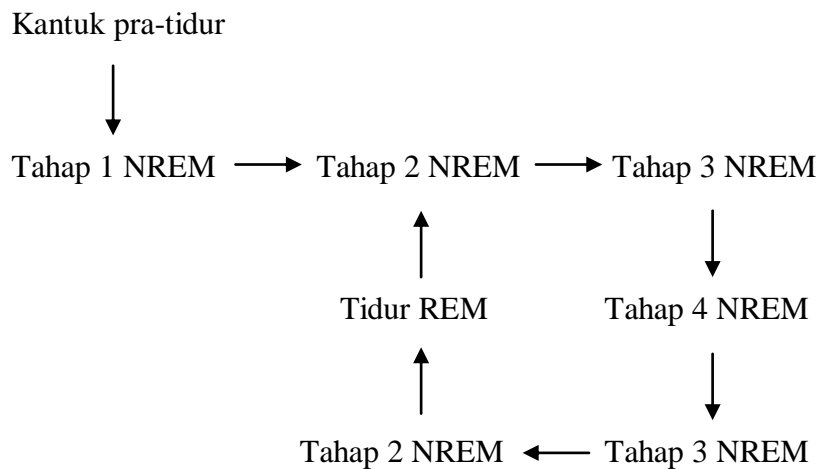 Kantuk pra-tidur
Tahap 1 NREM Tahap 2 NREM Tahap 3 NREM
Tidur REM Tahap 4 NREM
Tahap 2 NREM Tahap 3 NREM